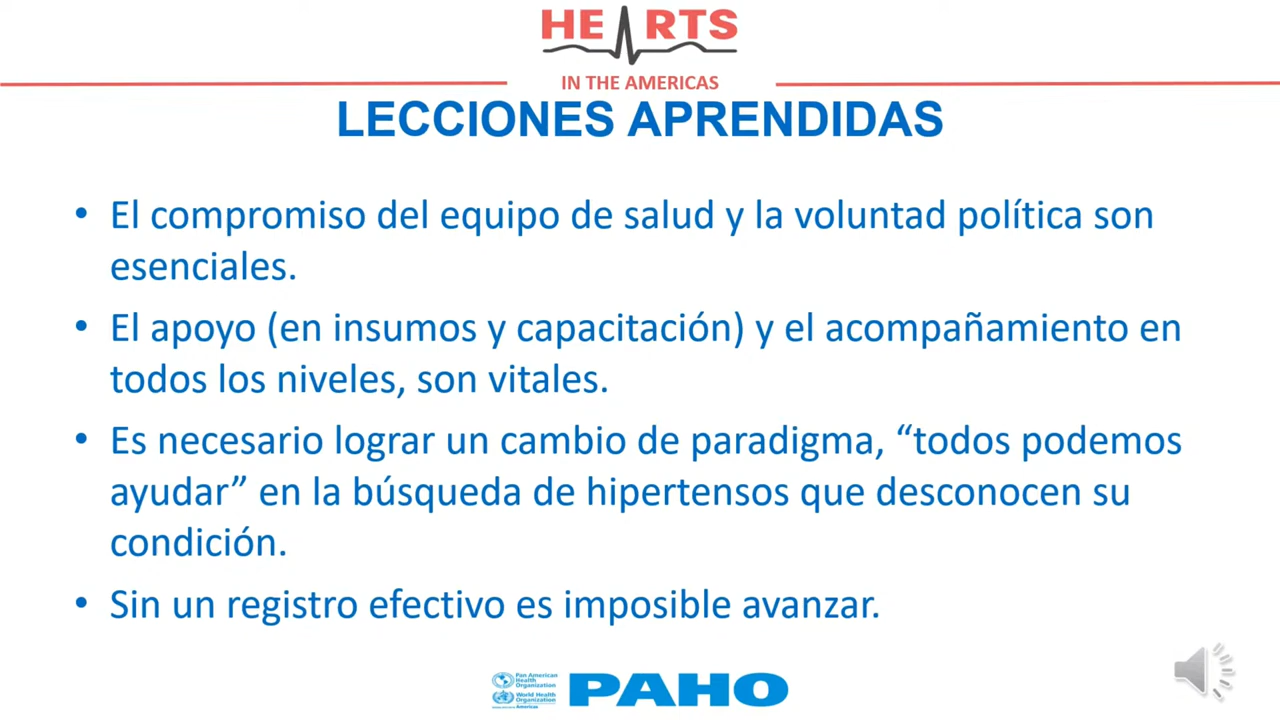 HEARTS
IN THE AMERICAS
LECCIONES APRENDIDAS
• El compromiso del equipo de salud y la voluntad política son
esenciales.
• El apoyo (en insumos y capacitación) y el acompañamiento en
todos los niveles, son vitales.
• Es necesario lograr un cambio de paradigma, “todos podemos
ayudar” en la búsqueda de hipertensos que desconocen su
condición.
• Sin un registro efectivo es imposible avanzar.
Pan American
Health
Organization
World Health
Organization
Americas
PAHO